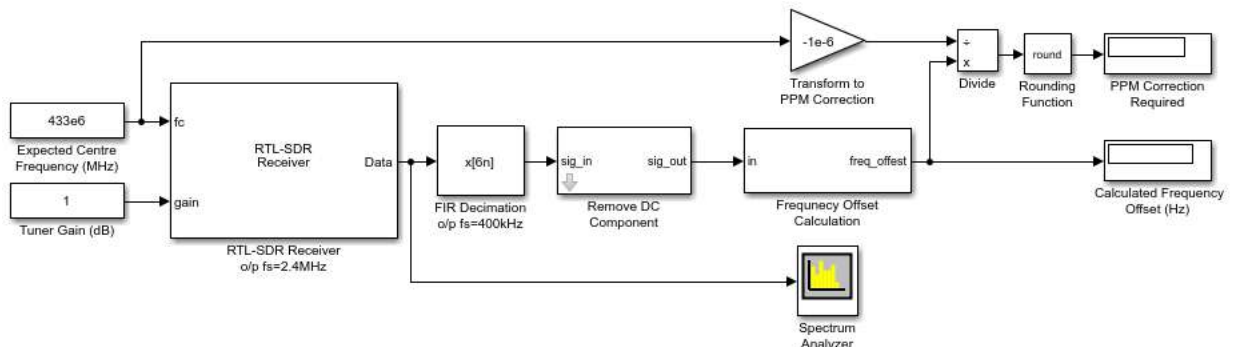 -1e-6
Transform to
PPM Correction
÷
x
Divide
round
Rounding
Function
PPM Correction
Required
433e6
Expected Centre
Frequency (MHz)
1
Tuner Gain (dB)
fc
gain
RTL-SDR
Receiver
Data
RTL-SDR Receiver
o/p fs=2.4MHz
x[6n]
FIR Decimation
o/p fs=400kHz
sig_in
sig_out
Remove DC
Component
in
freq_offest
Frequnecy Offset
Calculation
Calculated Frequency
Offset (Hz)
Spectrum
Analyzer